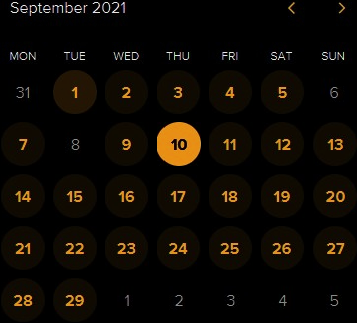 September 2021
MON TUE WED THU FRI SAT SUN
31 1 2 3 4 5 6
7 8 9 10 11 12 13
14 15 16 17 18 19 20
21 22 23 24 25 26 27
28 29 1 2 3 4 5